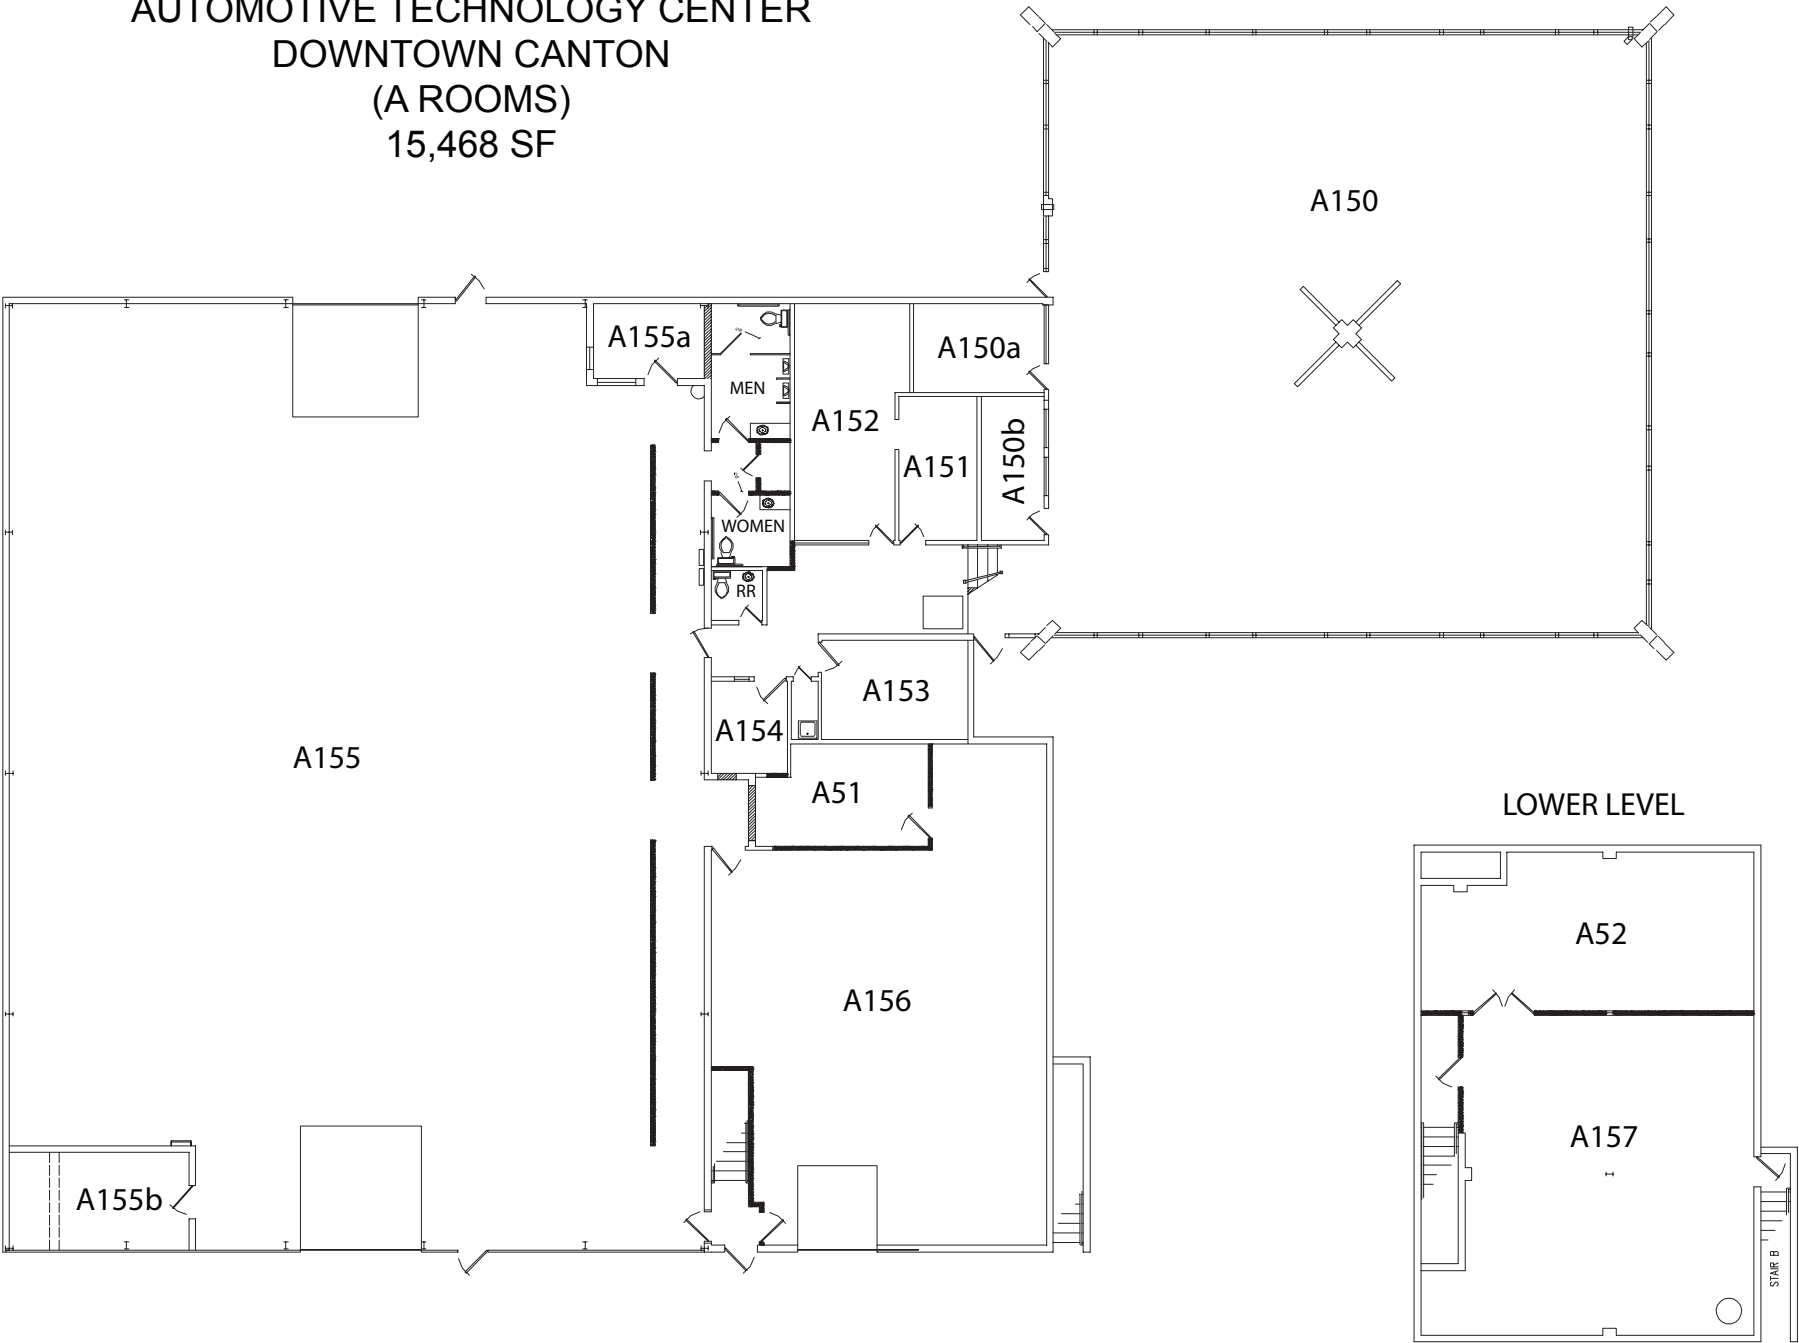 AUTOMOTIVE TECHNOLOGY CENTER
DOWNTOWN CANTON
(A ROOMS)
15,468 SF
A150
A155a
A150a
MEN
A152
A151
A150b
WOMEN
RR
A153
A154
A155
A51
LOWER LEVEL
A52
A156
A157
A155b
STAIR B